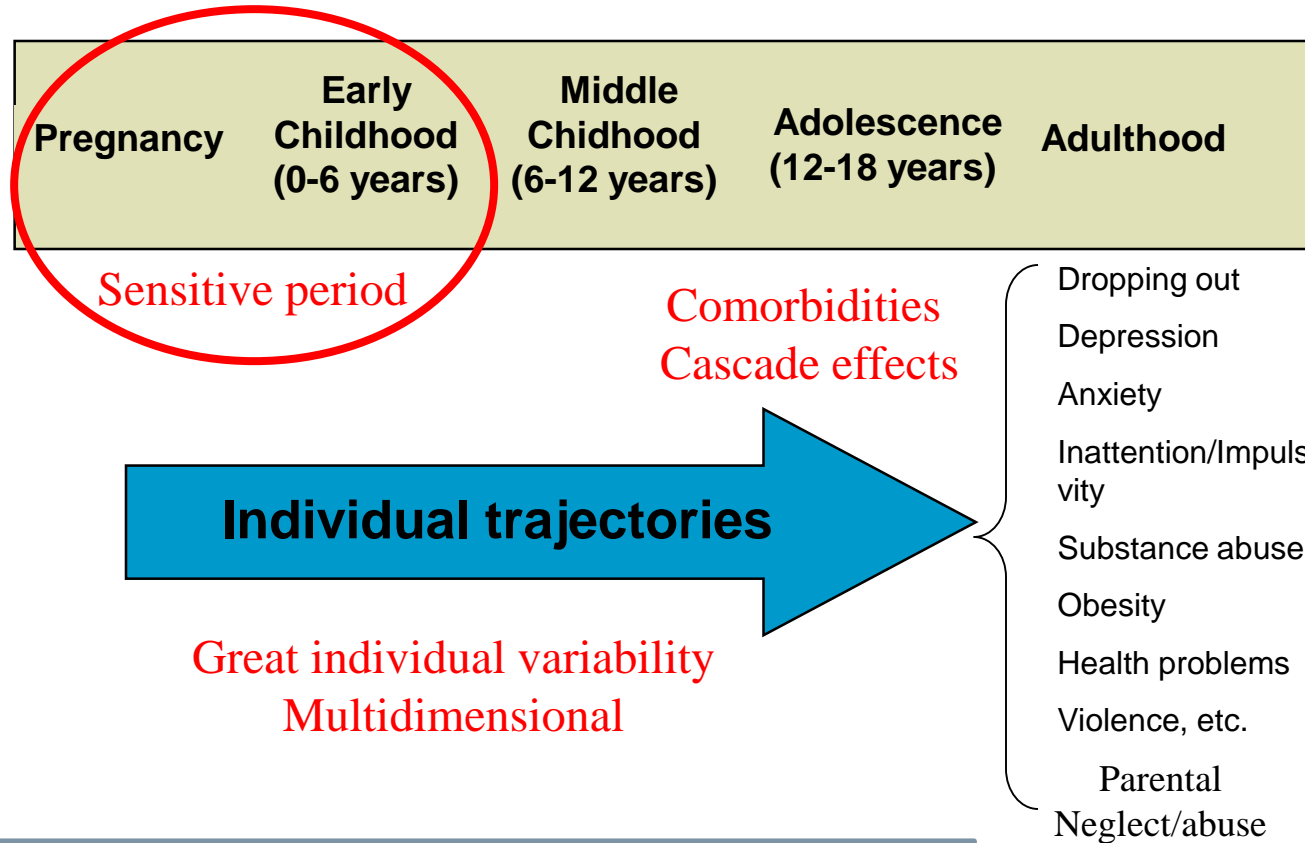 Pregnancy
Early
Childhood
(0-6 years)
Middle
Chidhood
(6-12 years)
Adolescence
(12-18 years)
Adulthood
Sensitive period
Comorbidities
Cascade effects
Individual trajectories
Great individual variability
Multidimensional
Dropping out
Depression
Anxiety
Inattention/Impuls
vity
Substance abuse
Obesity
Health problems
Violence, etc.
Parental
Neglect/abuse